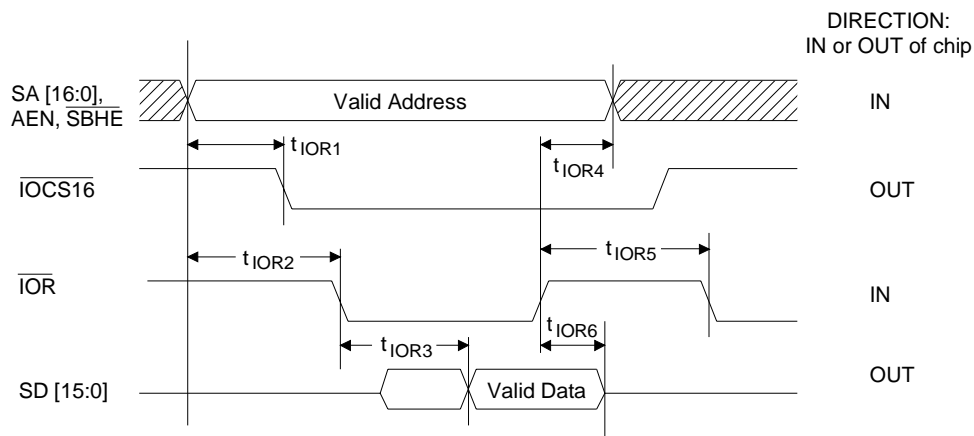 DIRECTION:
IN or OUT of chip
SA [16:0],
AEN, SBHE
Valid Address
IN
tIOR1
tIOR4
IOCS16
OUT
tIOR2
tIOR5
IOR
IN
tIOR6
tIOR3
OUT
SD [15:0]
Valid Data